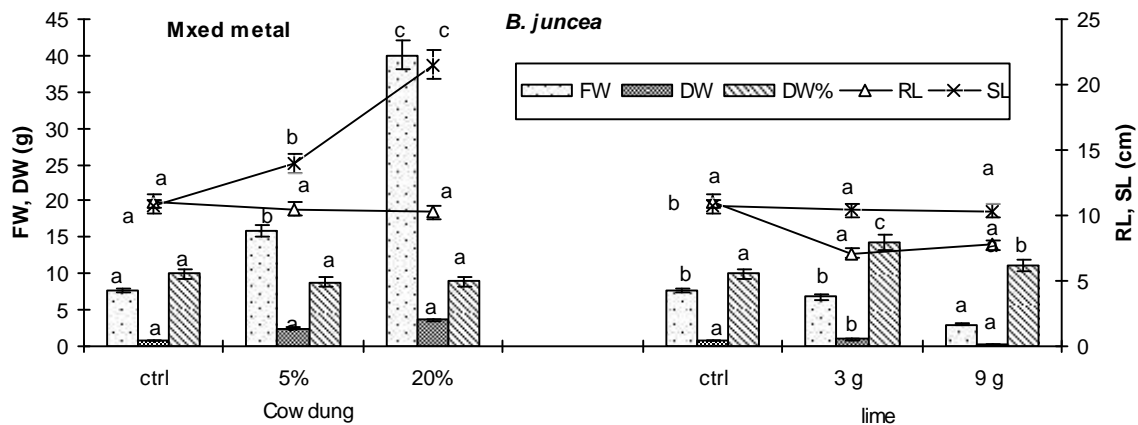 Mxed metal
B. juncea
FW DW DW% RL SL
FW, DW (g)
45
40
35
30
25
20
15
10
5
0
RL, SL (cm)
25
20
15
10
5
0
c c
b
a a a
a b
a a a a
a a a
a a a
b a
a c
b b a b
a b a a
ctrl 5% 20% ctrl 3 g 9 g
Cow dung lime